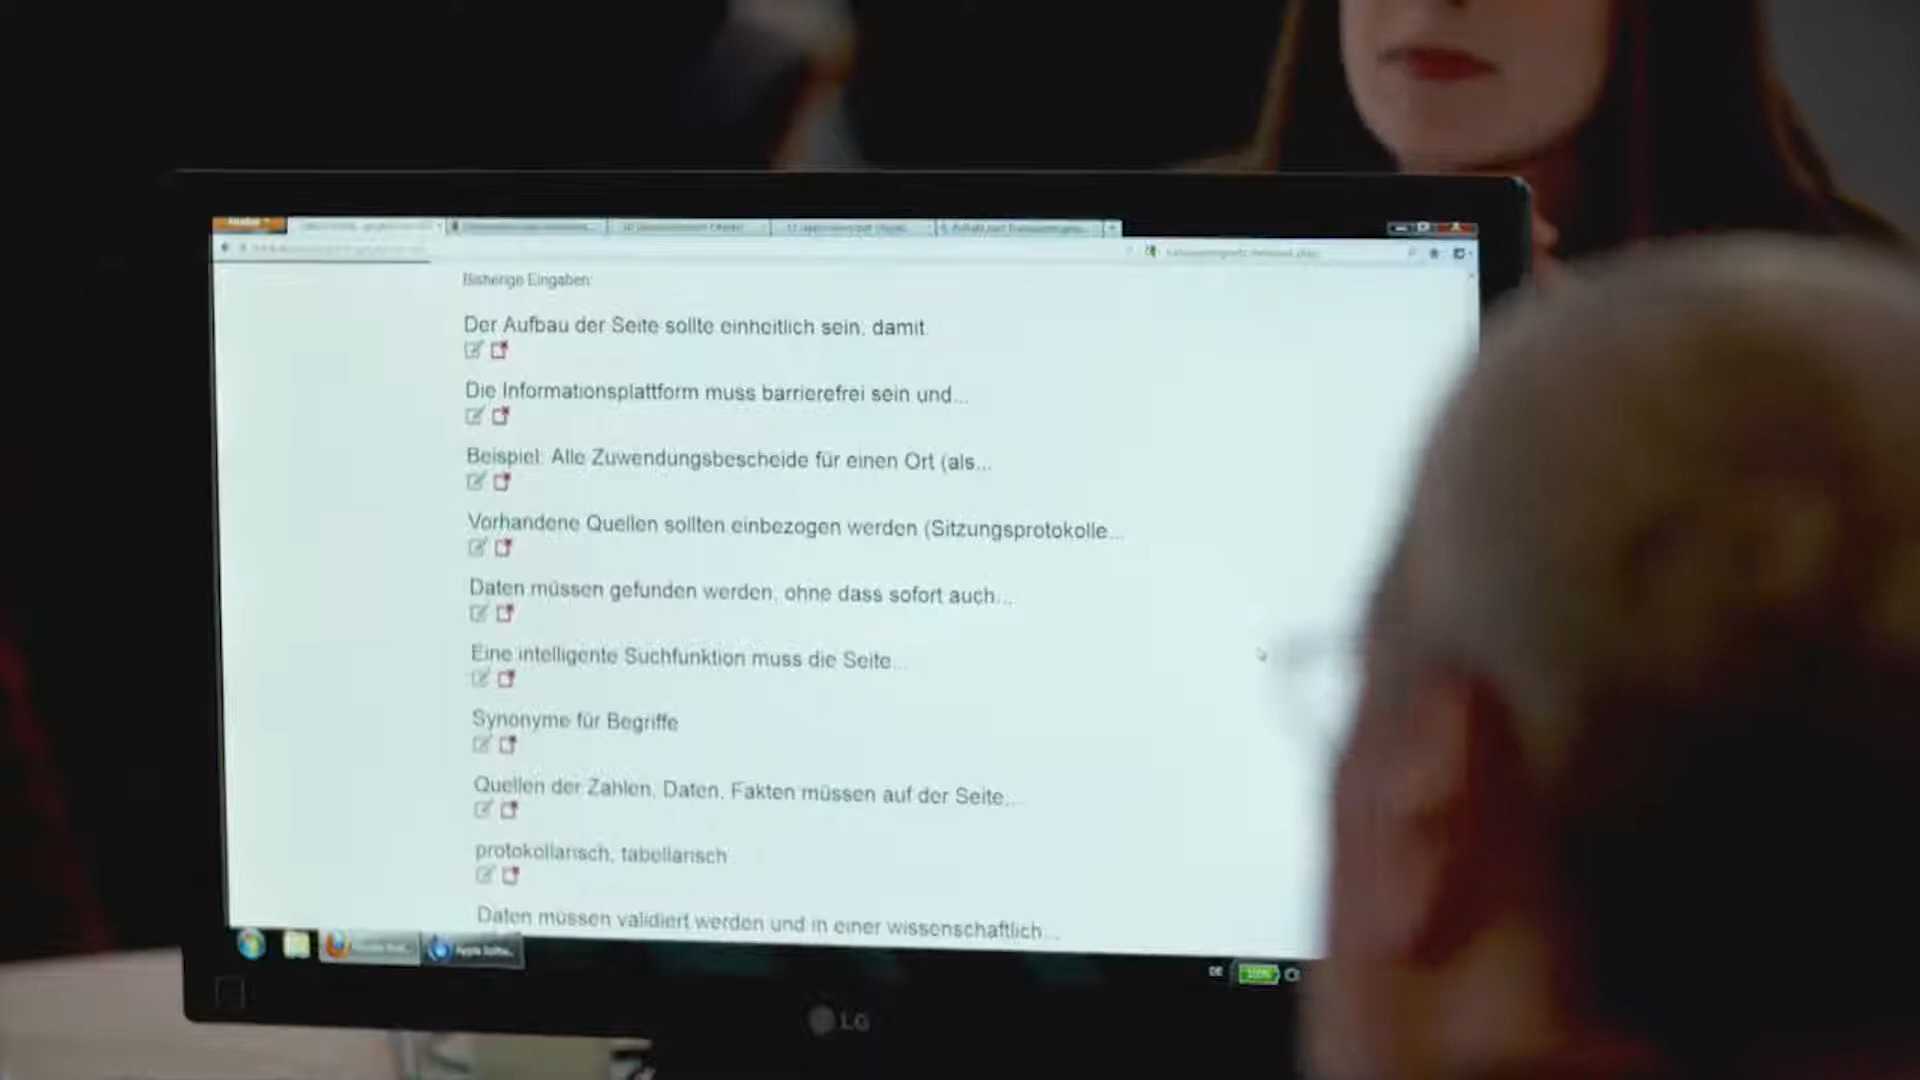 Bisherige Eingaben:
Der Aufbau der Seite sollte einheitlich sein, damit
Die Informationsplattform muss barrierefrei sein und...
Beispiel: Alle Zuwendungsbescheide für einen Ort (als...
Vorhandene Quellen sollten einbezogen werden (Sitzungsprotokolle...
Daten müssen gefunden werden, ohne dass sofort auch...
Eine intelligente Suchfunktion muss die Seite...
Synonyme für Begriffe
Quellen der Zahlen, Daten, Fakten müssen auf der Seite...
protokollarisch, tabellarisch
Daten müssen validiert werden und in einer wissenschaftlich...
DE
100%
LG